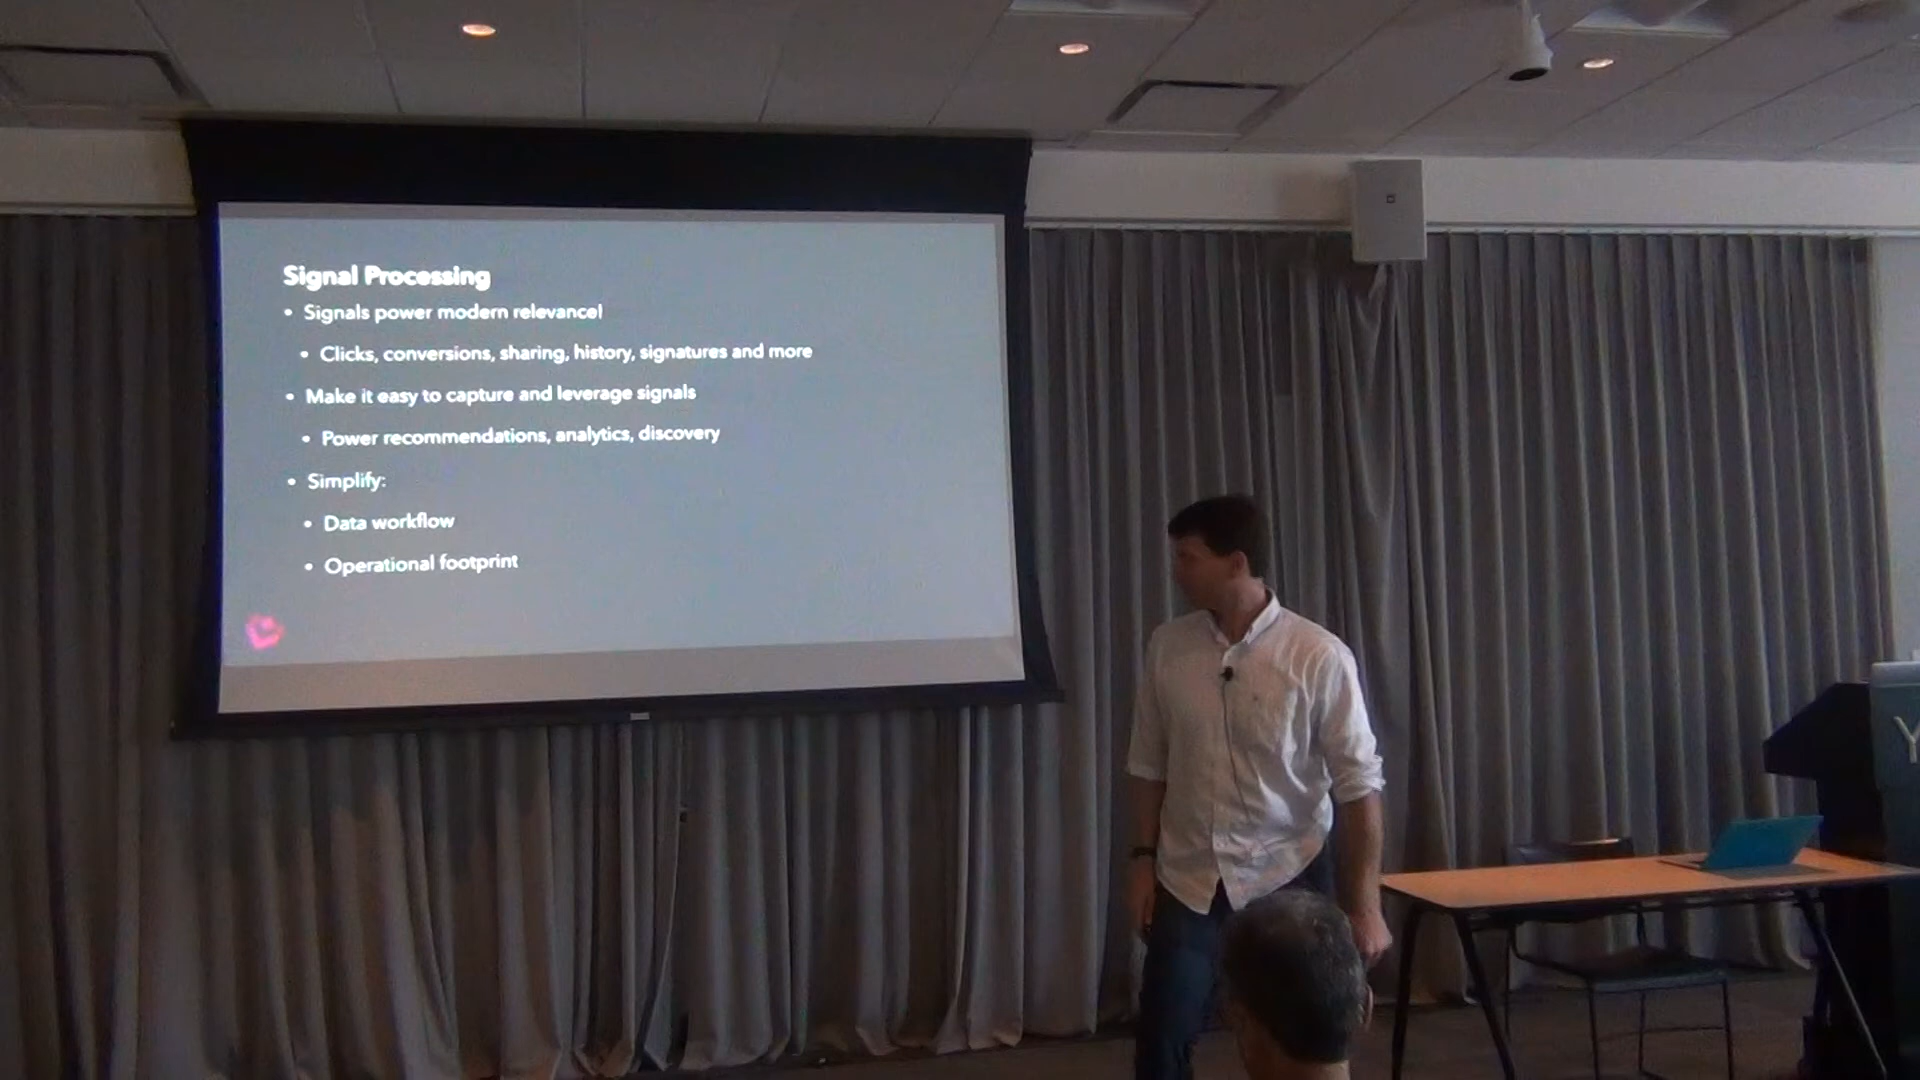 Signal Processing
• Signals power modern relevance!
• Clicks, conversions, sharing, history, signatures and more
• Make it easy to capture and leverage signals
• Power recommendations, analytics, discovery
• Simplify:
• Data workflow
• Operational footprint
Y